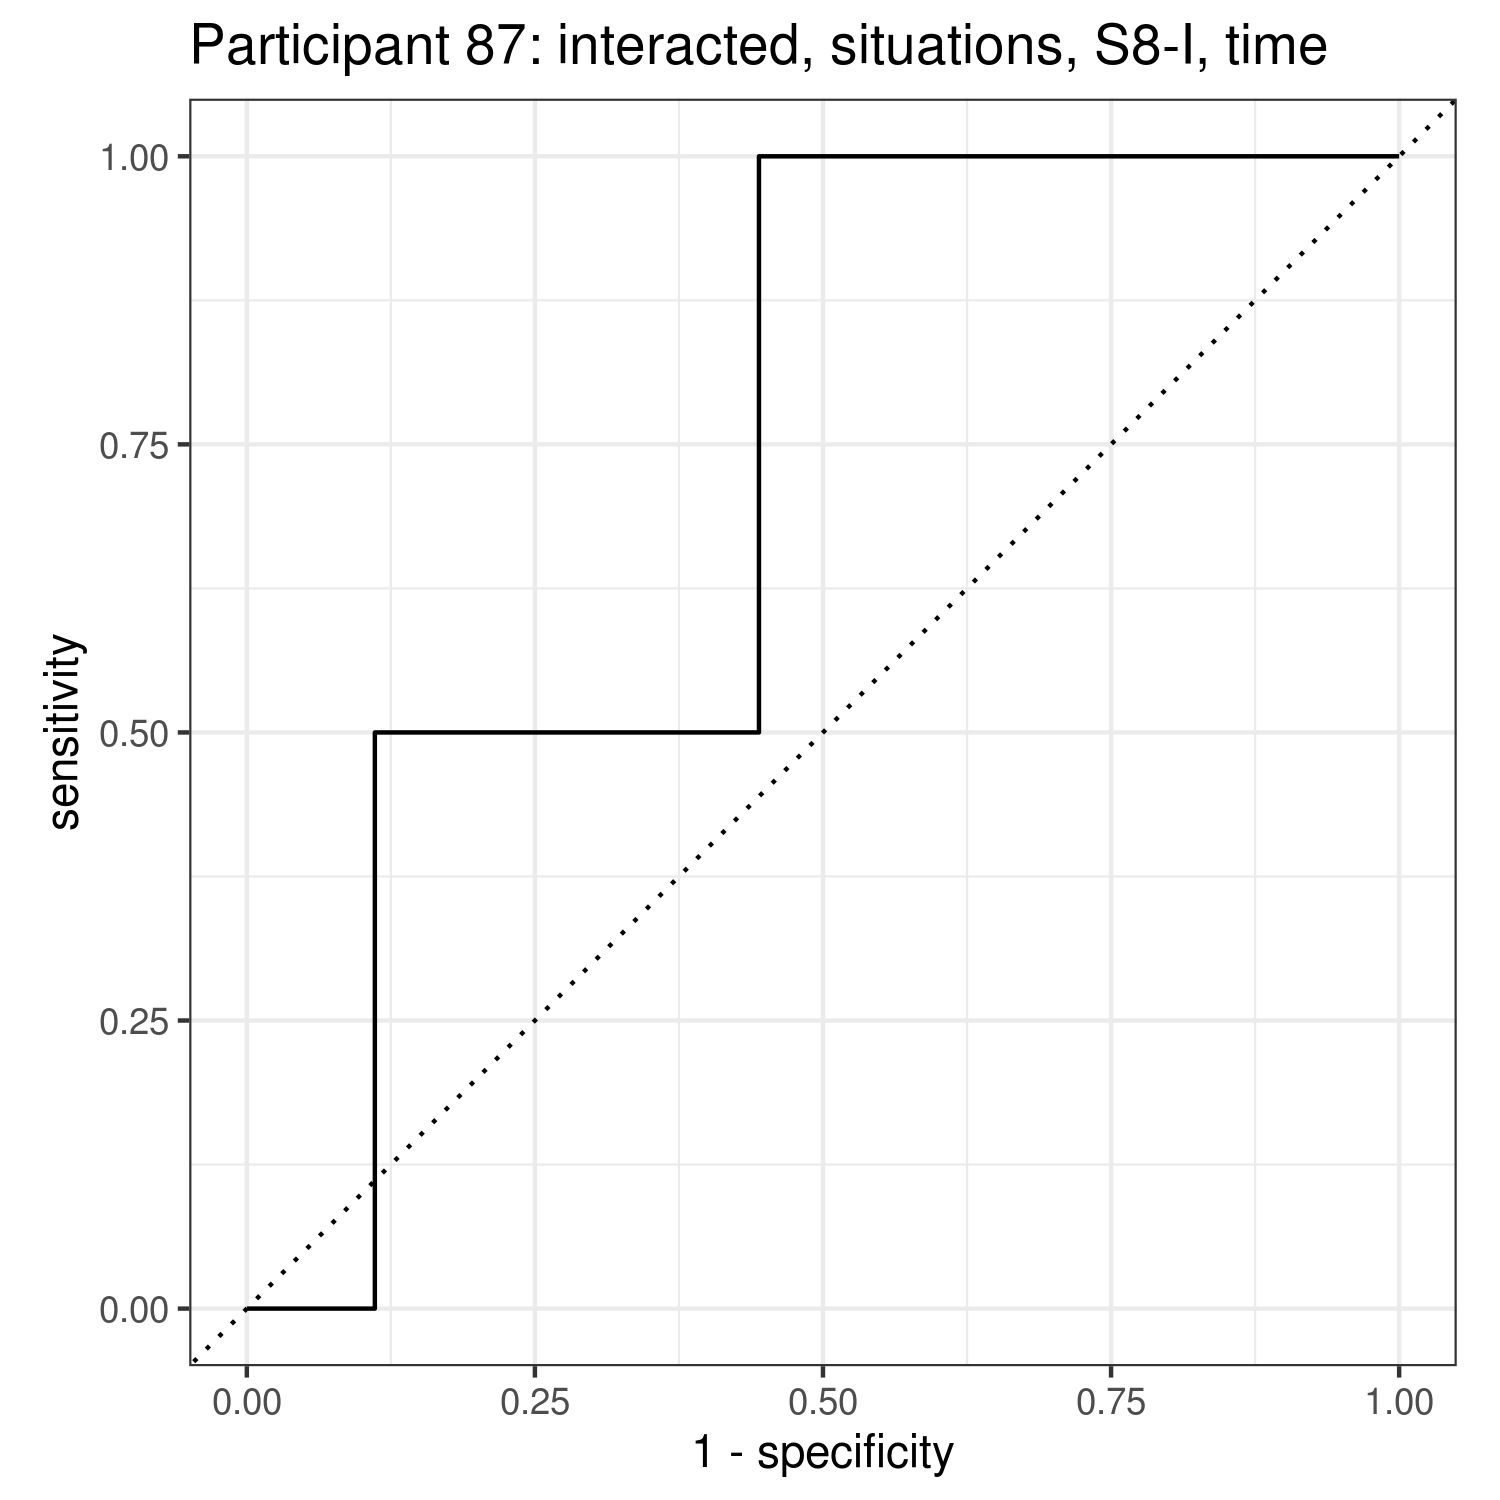 Participant 87: interacted, situations, S8-I, time
1.00
0.75
0.50
0.25
0.00
sensitivity
0.00 0.25 0.50 0.75 1.00
1 - specificity